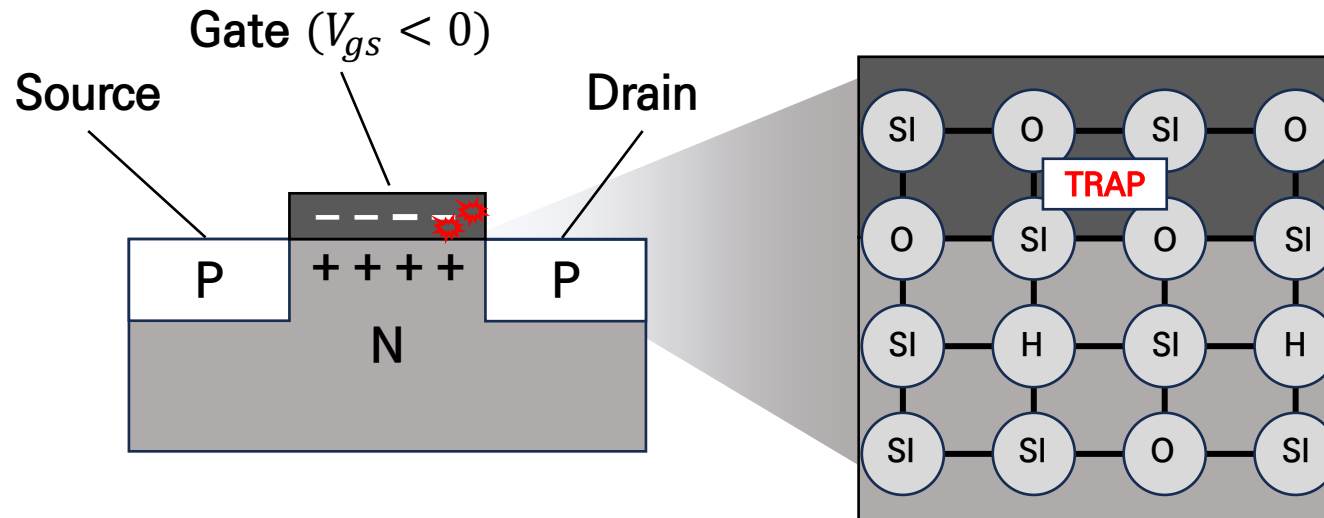 Gate (V_gs < 0)
Source
Drain
− − − −
+ + + +
P
P
N
SI O SI O
TRAP
O SI O SI
SI H SI H
SI SI O SI